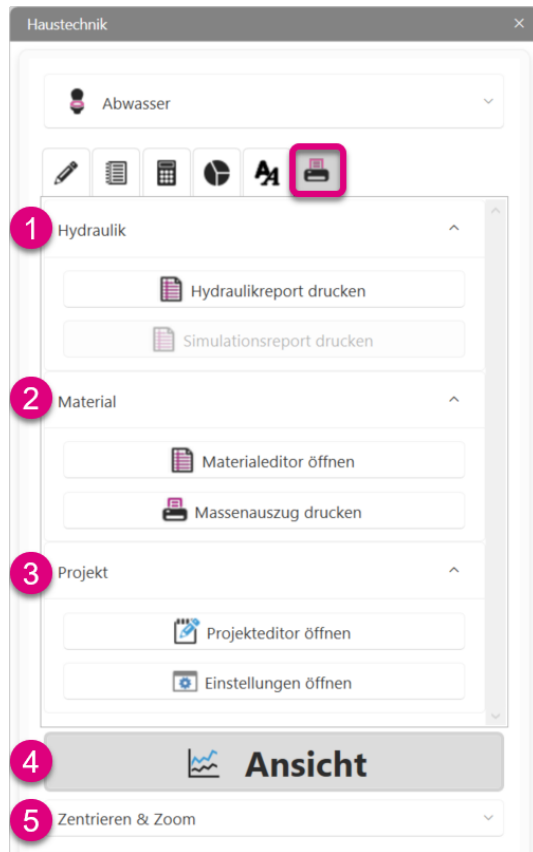 Haustechnik
Abwasser
1 Hydraulik
Hydraulikreport drucken
Simulationsreport drucken
2 Material
Materialeditor öffnen
Massenauszug drucken
3 Projekt
Projekteditor öffnen
Einstellungen öffnen
4 Ansicht
5 Zentrieren & Zoom